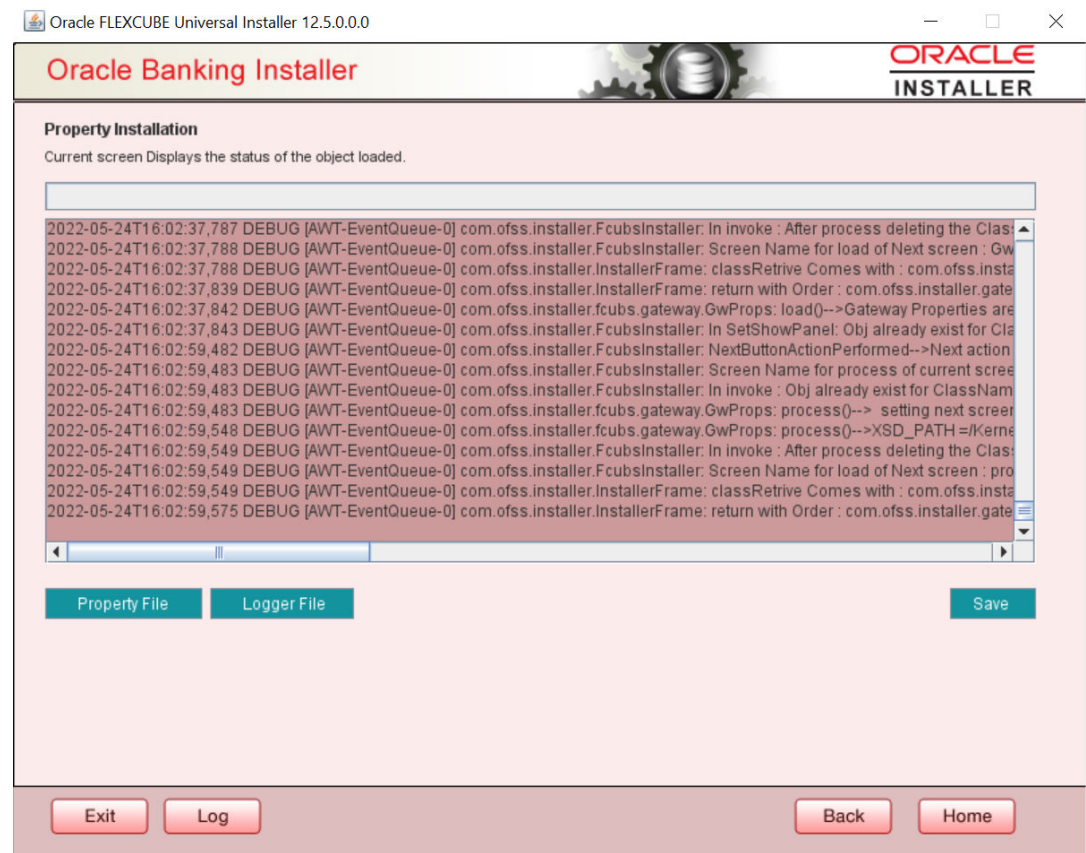 Oracle FLEXCUBE Universal Installer 12.5.0.0.0
Oracle Banking Installer
ORACLE
INSTALLER
Property Installation
Current screen Displays the status of the object loaded.
2022-05-24T16:02:37,787 DEBUG [AWT-EventQueue-0] com.ofss.installer.FcubsInstaller: In invoke : After process deleting the Clas
2022-05-24T16:02:37,788 DEBUG [AWT-EventQueue-0] com.ofss.installer.FcubsInstaller: Screen Name for load of Next screen : Gw
2022-05-24T16:02:37,788 DEBUG [AWT-EventQueue-0] com.ofss.installer.InstallerFrame: classRetrive Comes with : com.ofss.insta
2022-05-24T16:02:37,839 DEBUG [AWT-EventQueue-0] com.ofss.installer.InstallerFrame: return with Order : com.ofss.installer.gate
2022-05-24T16:02:37,842 DEBUG [AWT-EventQueue-0] com.ofss.installer.fcubs.gateway.GwProps: load()-->Gateway Properties are
2022-05-24T16:02:37,843 DEBUG [AWT-EventQueue-0] com.ofss.installer.FcubsInstaller: In SetShowPanel: Obj already exist for Cla
2022-05-24T16:02:59,482 DEBUG [AWT-EventQueue-0] com.ofss.installer.FcubsInstaller: NextButtonActionPerformed-->Next action
2022-05-24T16:02:59,483 DEBUG [AWT-EventQueue-0] com.ofss.installer.FcubsInstaller: Screen Name for process of current scree
2022-05-24T16:02:59,483 DEBUG [AWT-EventQueue-0] com.ofss.installer.FcubsInstaller: In invoke : Obj already exist for ClassNam
2022-05-24T16:02:59,483 DEBUG [AWT-EventQueue-0] com.ofss.installer.fcubs.gateway.GwProps: process()--> setting next screen
2022-05-24T16:02:59,548 DEBUG [AWT-EventQueue-0] com.ofss.installer.fcubs.gateway.GwProps: process()-->XSD_PATH =/Kerne
2022-05-24T16:02:59,549 DEBUG [AWT-EventQueue-0] com.ofss.installer.FcubsInstaller: In invoke : After process deleting the Clas
2022-05-24T16:02:59,549 DEBUG [AWT-EventQueue-0] com.ofss.installer.FcubsInstaller: Screen Name for load of Next screen : pro
2022-05-24T16:02:59,549 DEBUG [AWT-EventQueue-0] com.ofss.installer.InstallerFrame: classRetrive Comes with : com.ofss.insta
2022-05-24T16:02:59,575 DEBUG [AWT-EventQueue-0] com.ofss.installer.InstallerFrame: return with Order : com.ofss.installer.gate
Property File Logger File Save
Exit Log Back Home